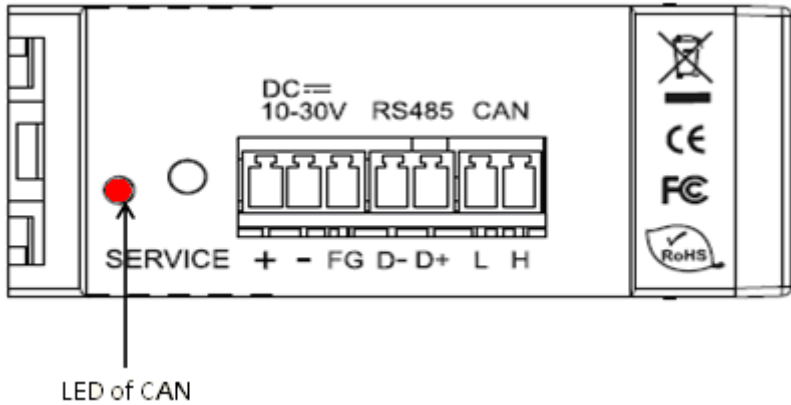 DC
10-30V RS485 CAN
SERVICE + - FG D- D+ L H
CE
FC
RoHS
LED of CAN